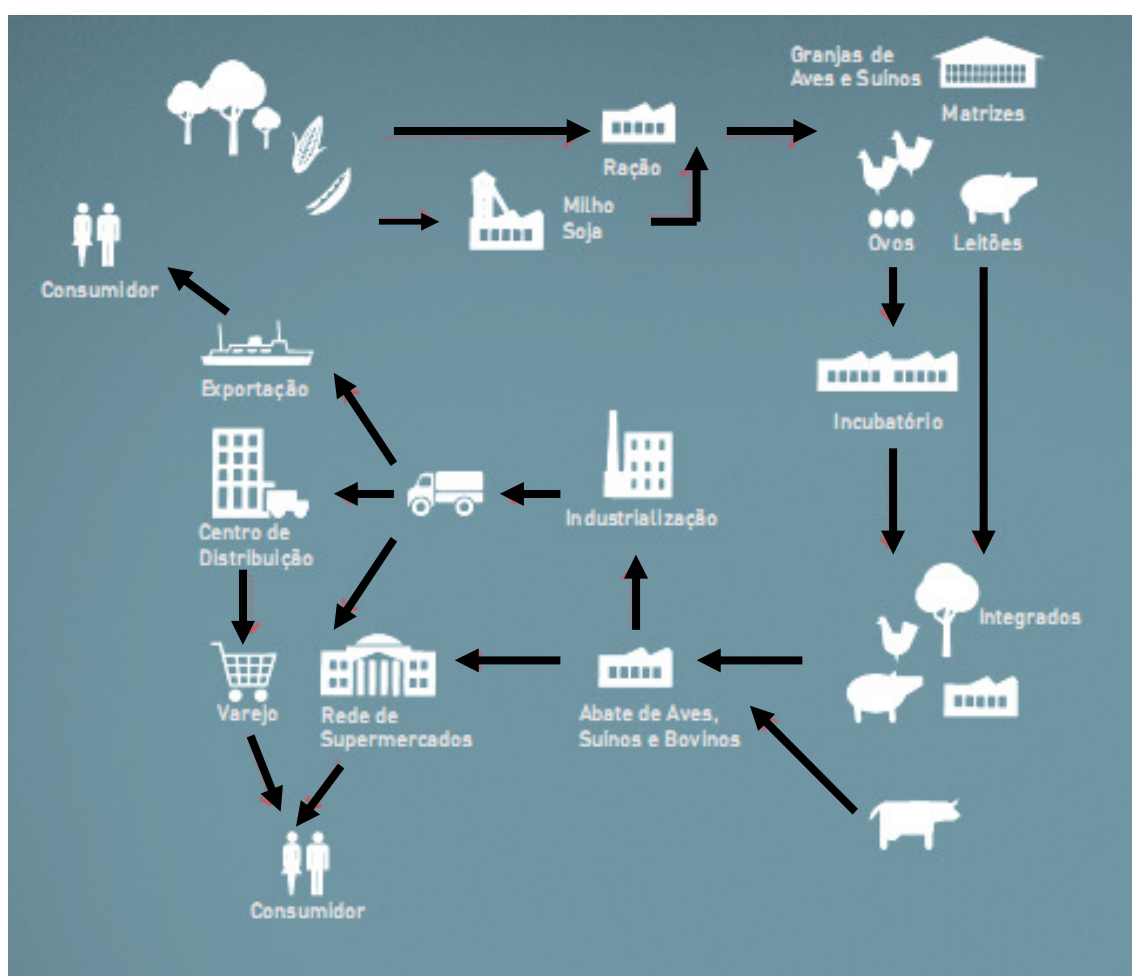 Granjas de
Aves e Suínos
Matrizes
Ração
Milho
Soja
Ovos
Leitões
Consumidor
Exportação
Incubatório
Industrialização
Centro de
Distribuição
Integrados
Varejo
Rede de
Supermercados
Abate de Aves,
Suínos e Bovinos
Consumidor